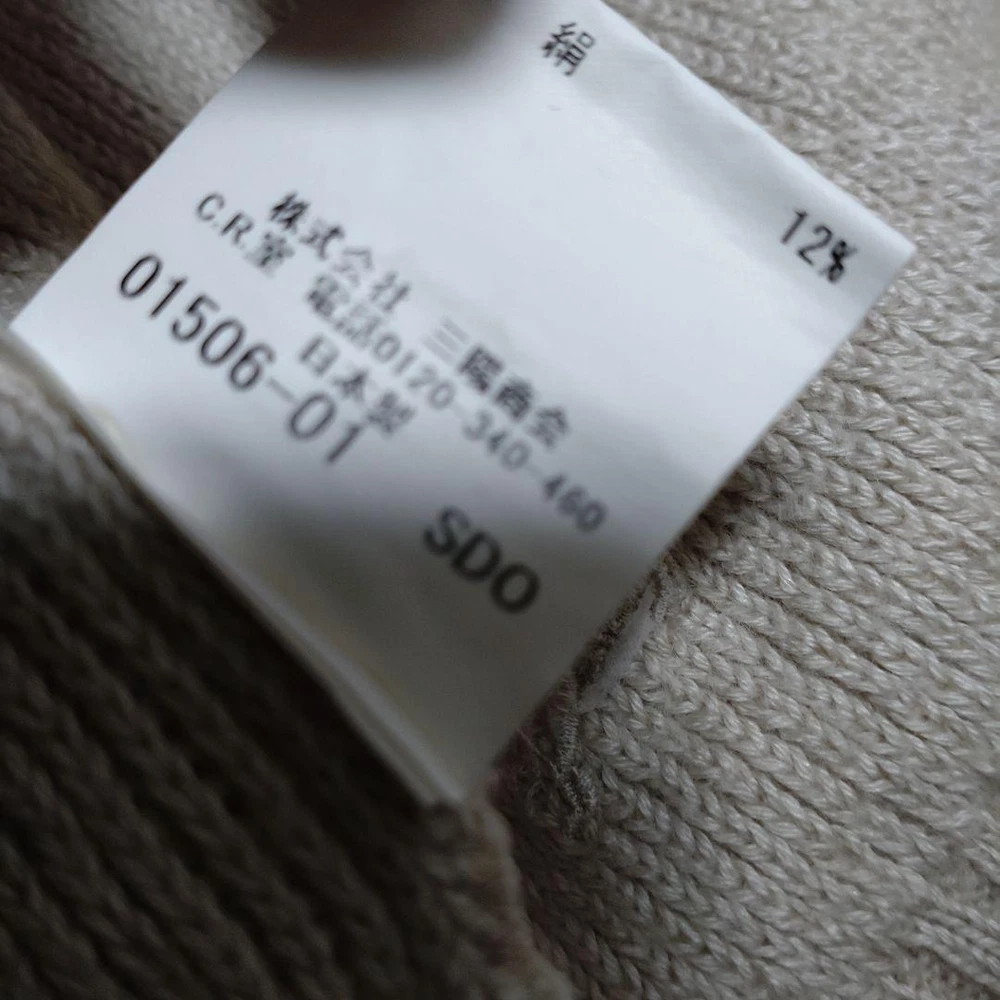 絹 12%
株式会社 三陽商会
C.R.室 電話0120-340-460
日本製
01506-01 SDO